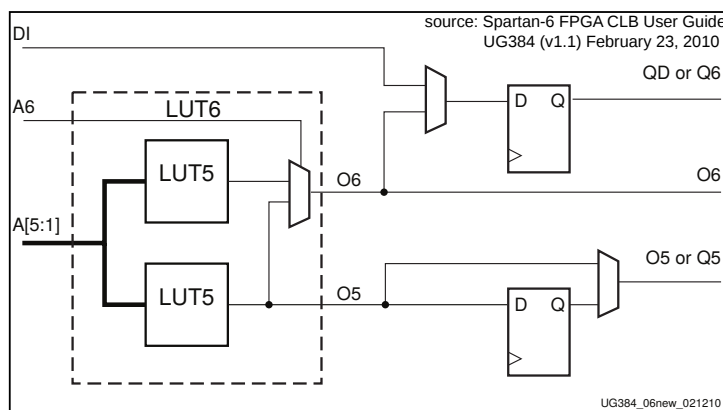 source: Spartan-6 FPGA CLB User Guide
UG384 (v1.1) February 23, 2010
DI
QD or Q6
D Q
A6
LUT6
LUT5
O6
O6
A[5:1]
O5 or Q5
LUT5
O5
D Q
UG384_06new_021210